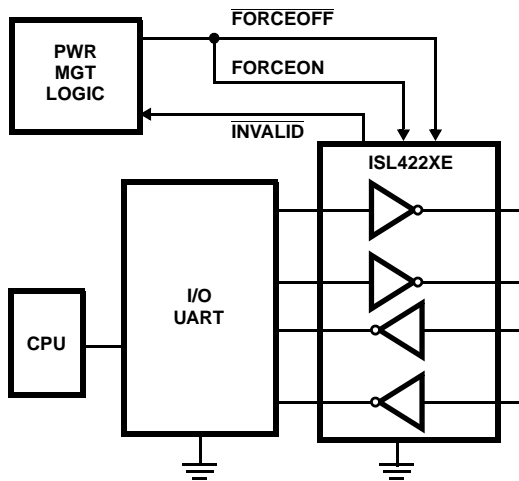 FORCEOFF
PWR
MGT
LOGIC
FORCEON
INVALID
ISL422XE
I/O
UART
CPU